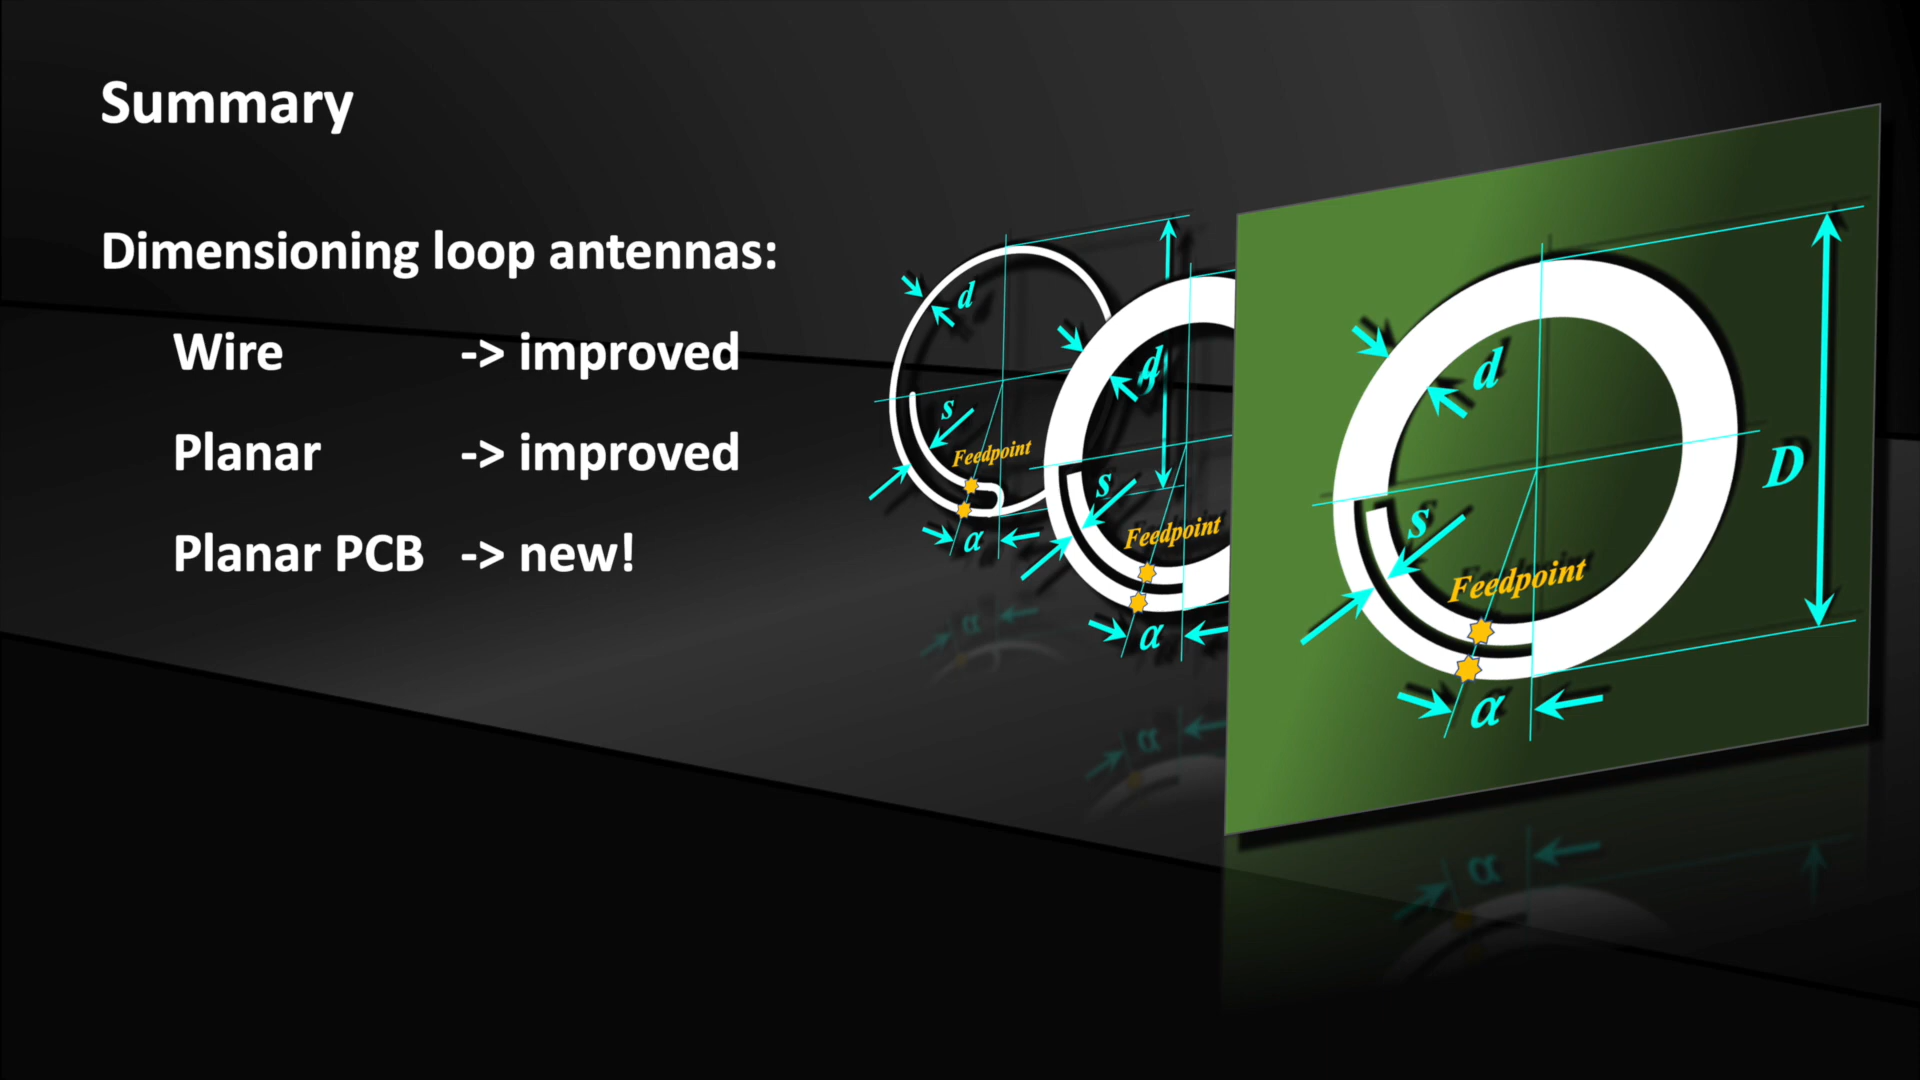 Summary
Dimensioning loop antennas:
Wire -> improved
Planar -> improved
Planar PCB -> new!
d
s
Feedpoint
α
d
s
Feedpoint
α
d
D
s
Feedpoint
α